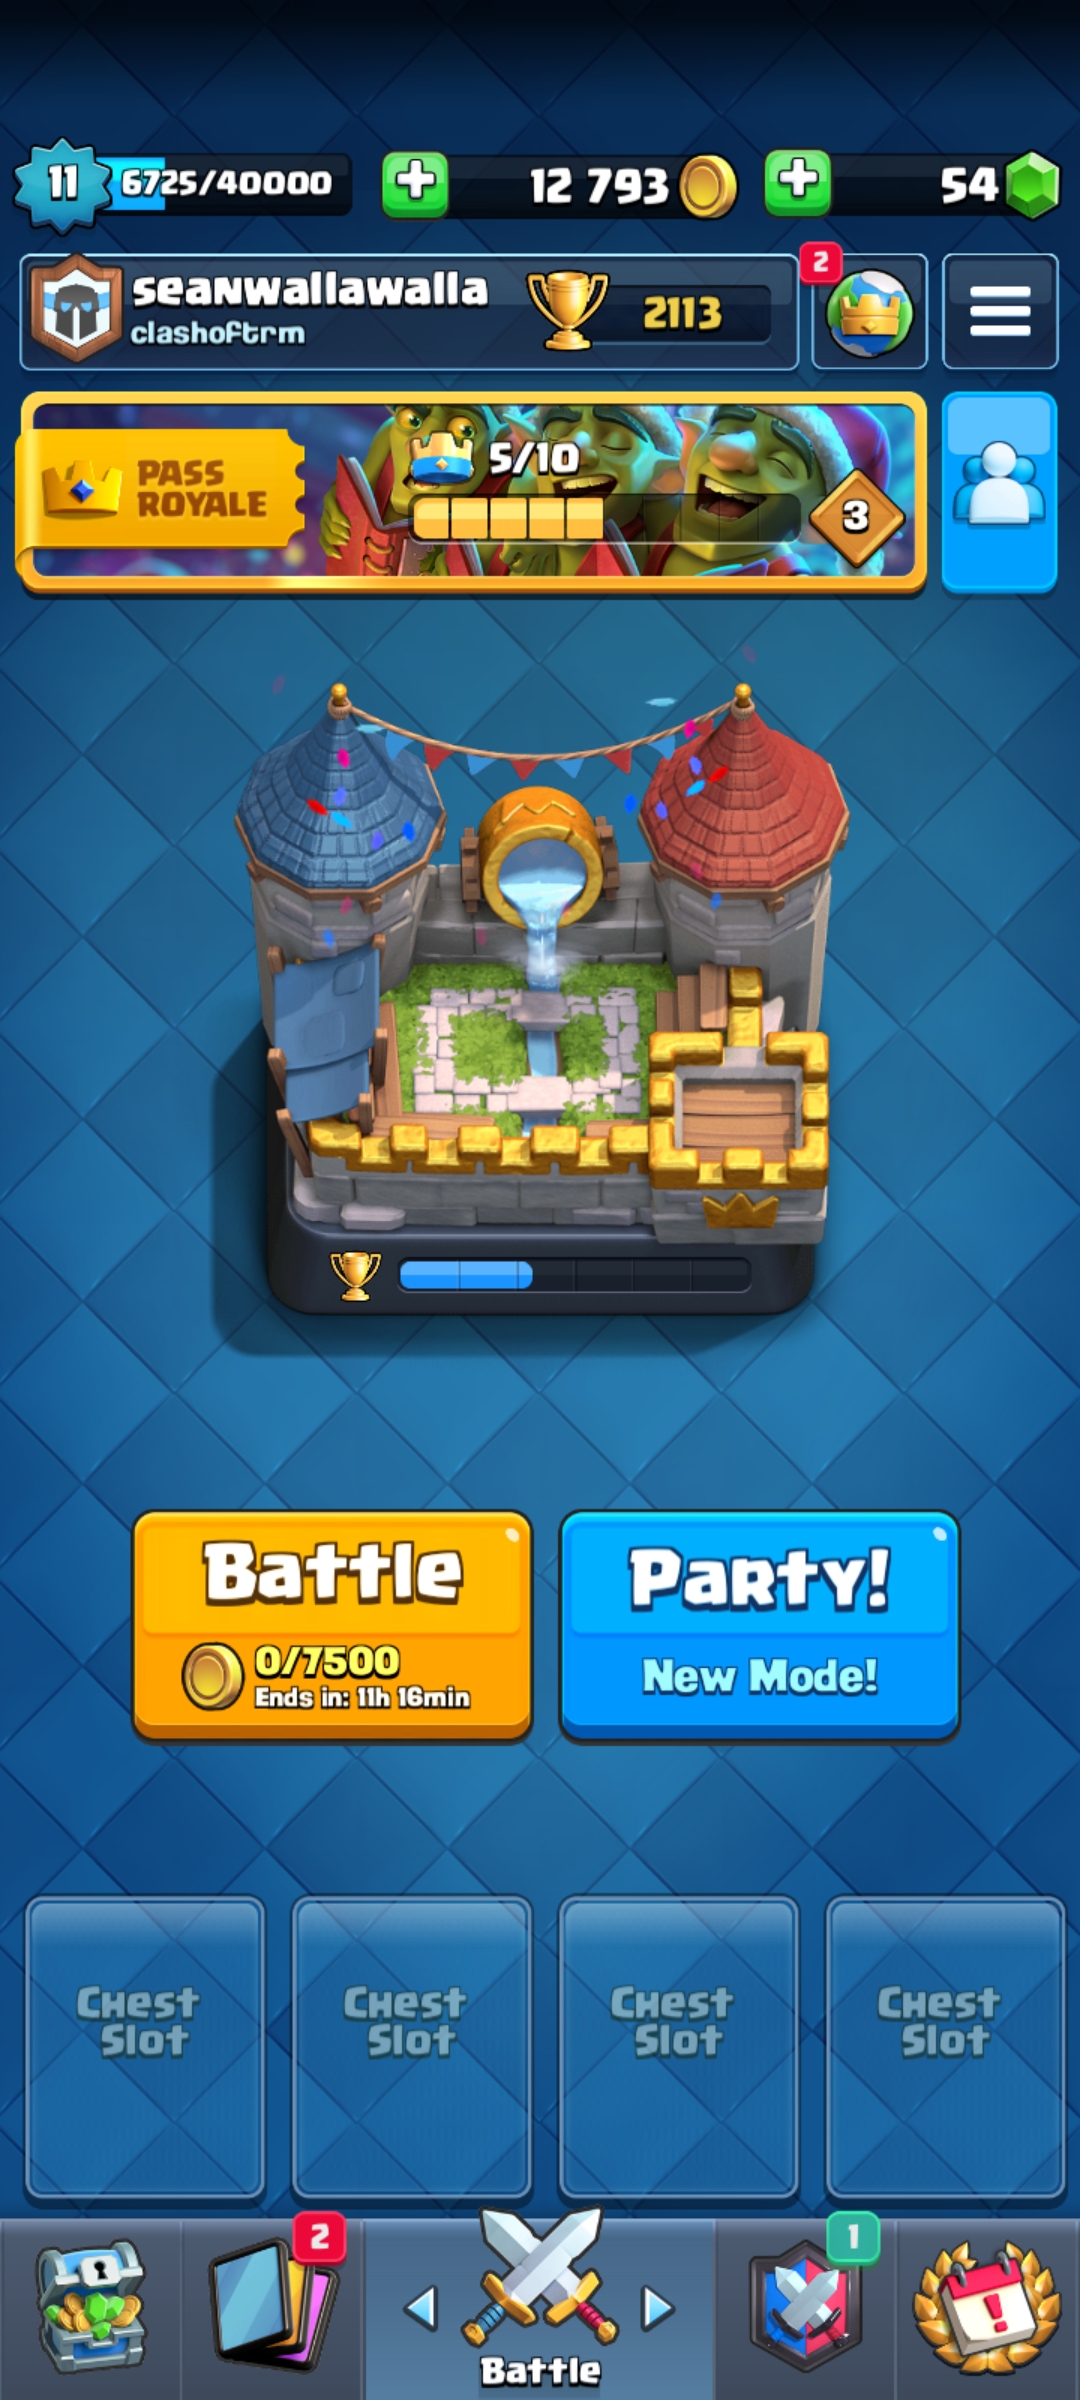 11
6725/40000
12 793
54
seanwallawalla
clashoftrm
2113
2
PASS
ROYALE
5/10
3
Battle
0/7500
Ends in: 11h 16min
Party!
New Mode!
Chest
Slot
Chest
Slot
Chest
Slot
Chest
Slot
2
1
Battle